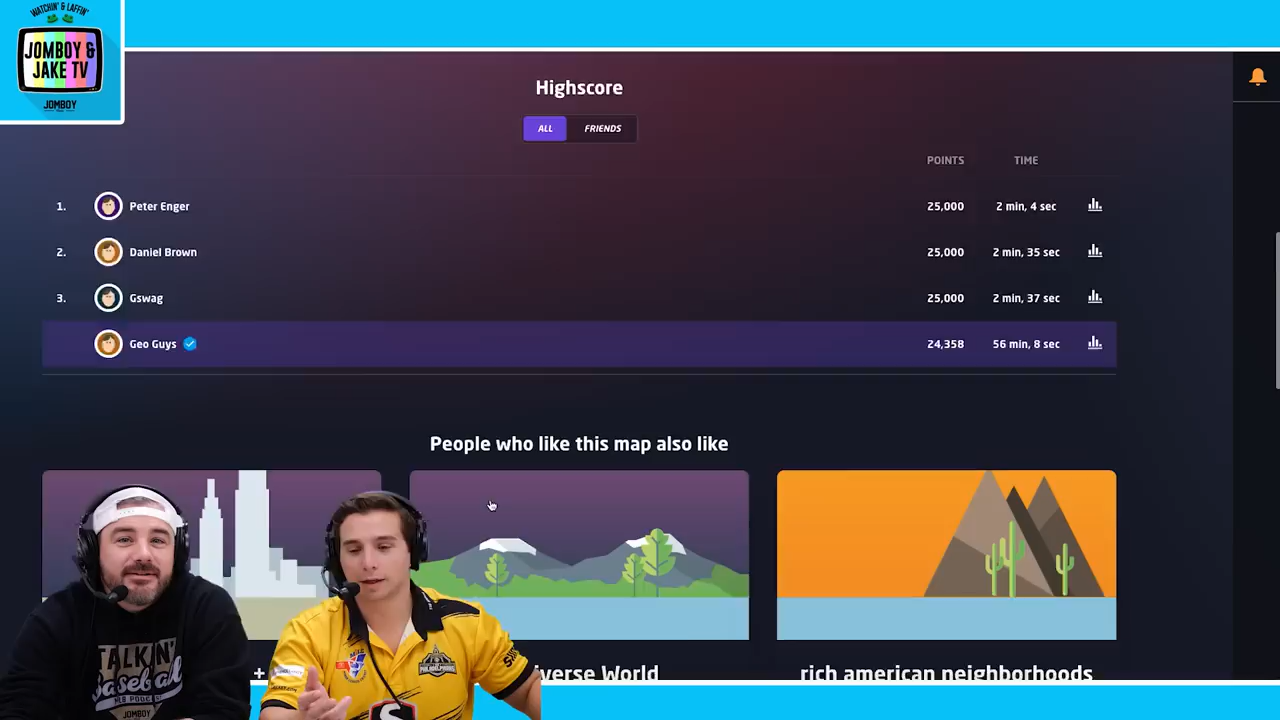 WATCHIN' & LAFFIN'
JOMBOY &
JAKE TV
JOMBOY
Highscore
ALL FRIENDS
POINTS TIME
1. Peter Enger 25,000 2 min, 4 sec
2. Daniel Brown 25,000 2 min, 35 sec
3. Gswag 25,000 2 min, 37 sec
Geo Guys 24,358 56 min, 8 sec
People who like this map also like
+ iverse World rich american neighborhoods
TALKIN'
Baseball
JOMBOY
PHILADELPHIANS